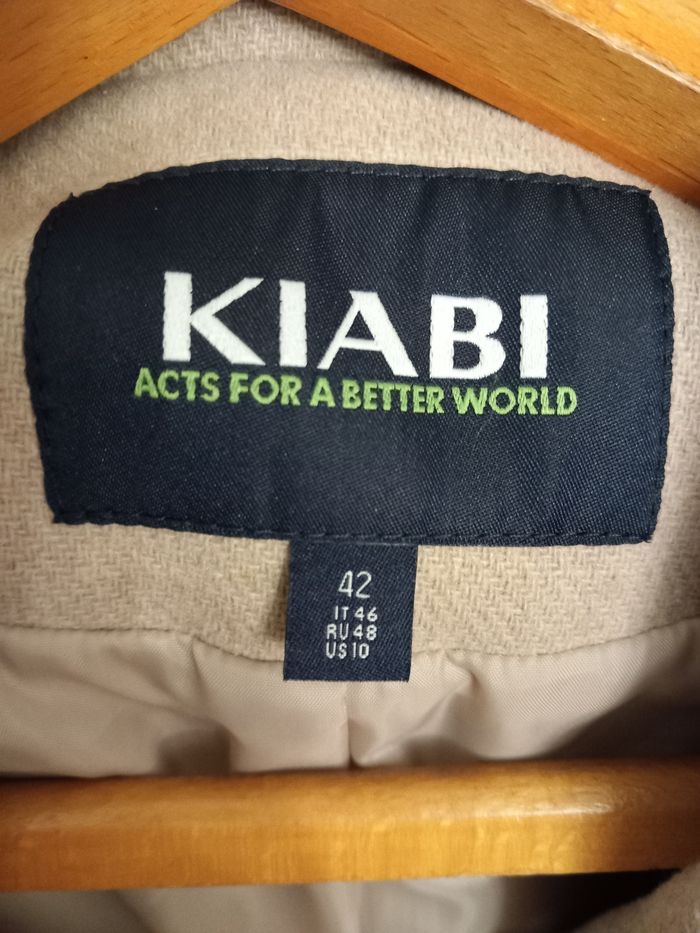 KIABI
ACTS FOR A BETTER WORLD
42
IT 46
RU 48
US 10